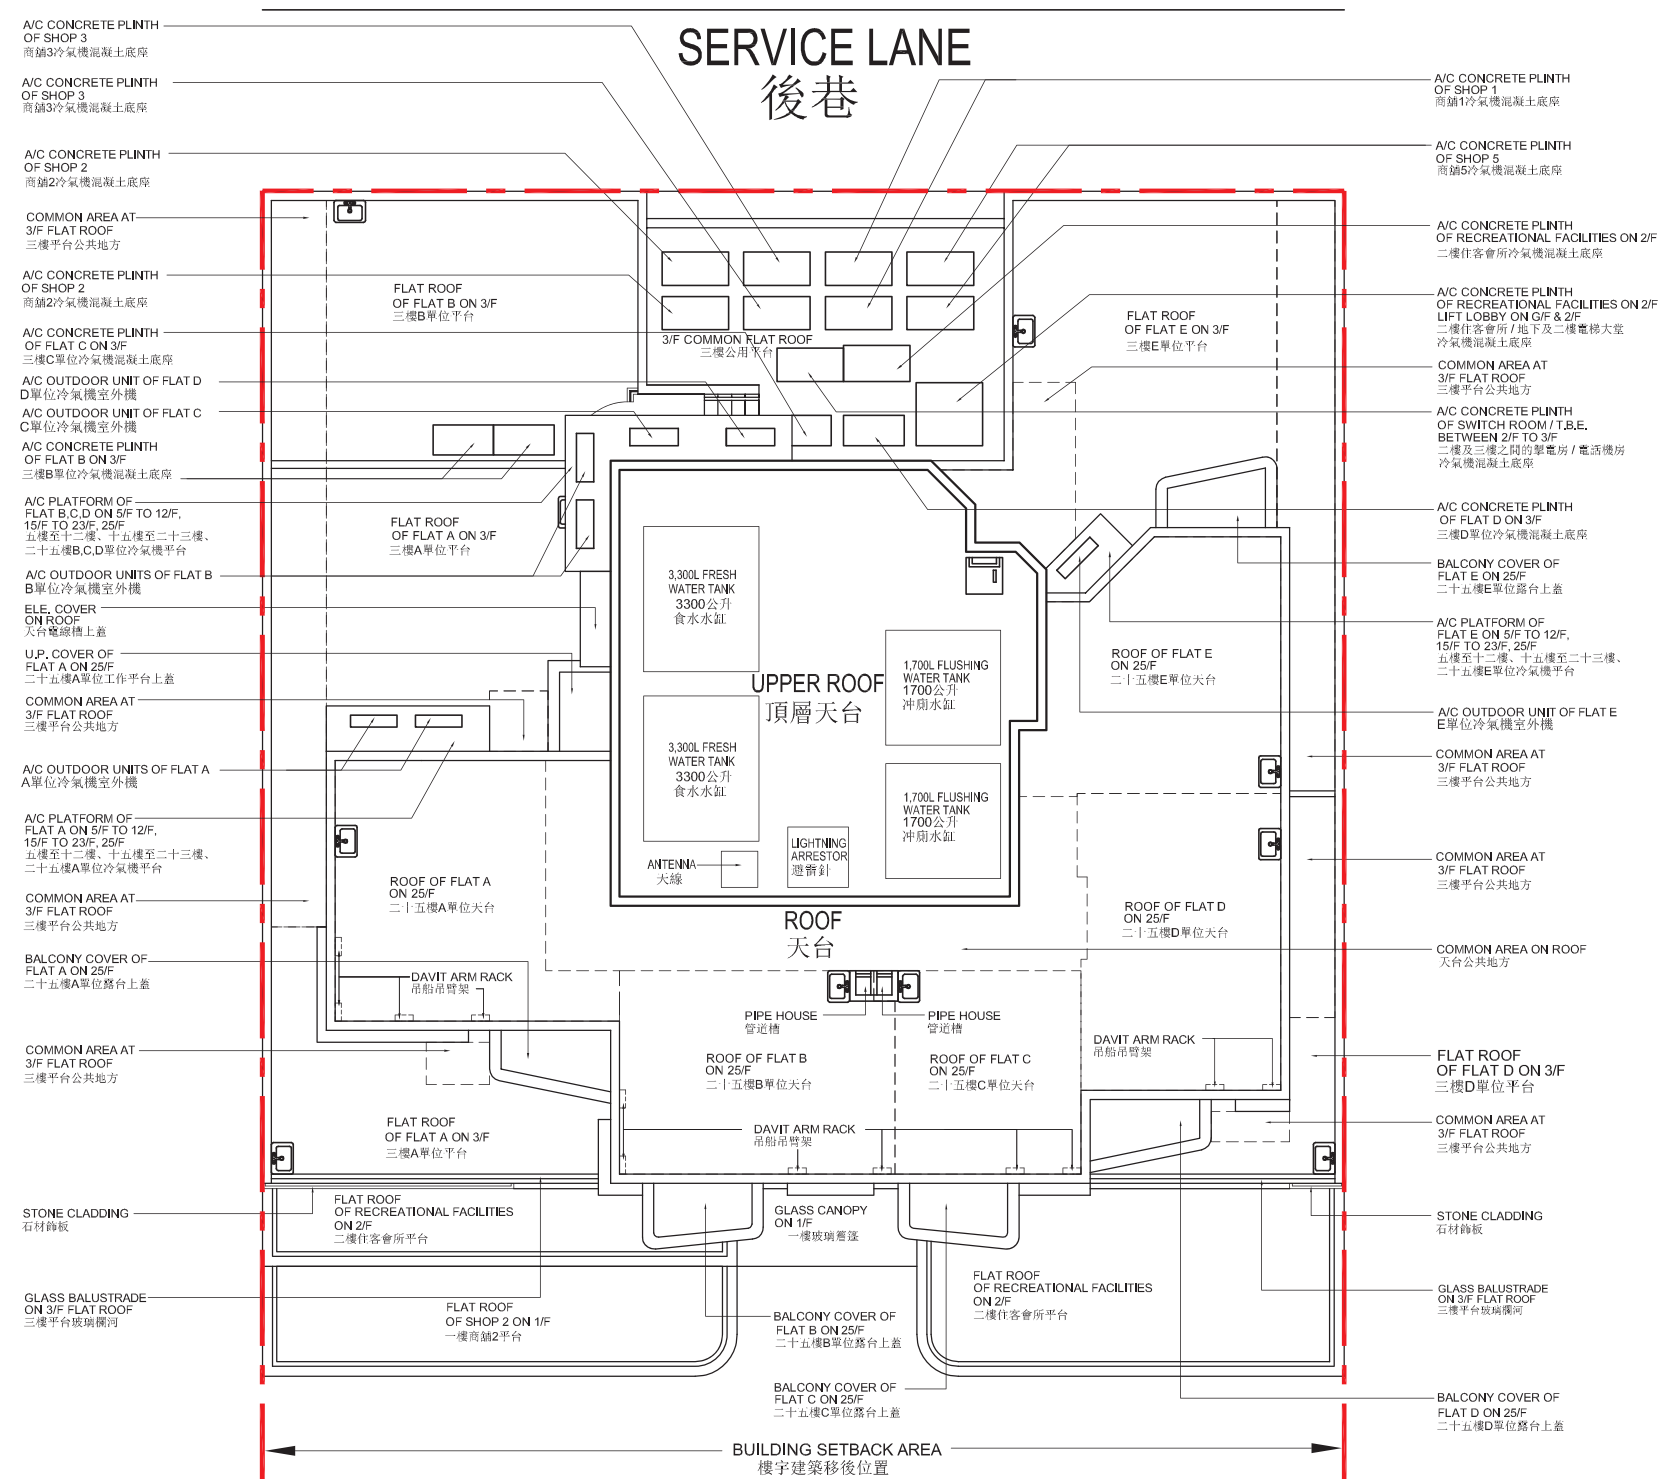 SERVICE LANE
後巷
A/C CONCRETE PLINTH
OF SHOP 3
商舖3冷氣機混凝土底座
A/C CONCRETE PLINTH
OF SHOP 3
商舖3冷氣機混凝土底座
A/C CONCRETE PLINTH
OF SHOP 2
商舖2冷氣機混凝土底座
COMMON AREA AT
3/F FLAT ROOF
三樓平台公共地方
A/C CONCRETE PLINTH
OF SHOP 2
商舖2冷氣機混凝土底座
A/C CONCRETE PLINTH
OF FLAT C ON 3/F
三樓C單位冷氣機混凝土底座
A/C OUTDOOR UNIT OF FLAT D
D單位冷氣機室外機
A/C OUTDOOR UNIT OF FLAT C
C單位冷氣機室外機
A/C CONCRETE PLINTH
OF FLAT B ON 3/F
三樓B單位冷氣機混凝土底座
A/C PLATFORM OF
FLAT B,C,D ON 5/F TO 12/F,
15/F TO 23/F, 25/F
五樓至十二樓、十五樓至二十三樓、
二十五樓B,C,D單位冷氣機平台
A/C OUTDOOR UNITS OF FLAT B
B單位冷氣機室外機
ELE. COVER
ON ROOF
天台電線槽上蓋
U.P. COVER OF
FLAT A ON 25/F
二十五樓A單位工作平台上蓋
COMMON AREA AT
3/F FLAT ROOF
三樓平台公共地方
A/C OUTDOOR UNITS OF FLAT A
A單位冷氣機室外機
A/C PLATFORM OF
FLAT A ON 5/F TO 12/F,
15/F TO 23/F, 25/F
五樓至十二樓、十五樓至二十三樓、
二十五樓A單位冷氣機平台
COMMON AREA AT
3/F FLAT ROOF
三樓平台公共地方
BALCONY COVER OF
FLAT A ON 25/F
二十五樓A單位露台上蓋
COMMON AREA AT
3/F FLAT ROOF
三樓平台公共地方
STONE CLADDING
石材飾板
GLASS BALUSTRADE
ON 3/F FLAT ROOF
三樓平台玻璃欄河
FLAT ROOF
OF FLAT B ON 3/F
三樓B單位平台
3/F COMMON FLAT ROOF
三樓公用平台
FLAT ROOF
OF FLAT E ON 3/F
三樓E單位平台
FLAT ROOF
OF FLAT A ON 3/F
三樓A單位平台
3,300L FRESH
WATER TANK
3300公升
食水水缸
1,700L FLUSHING
WATER TANK
1700公升
冲廁水缸
UPPER ROOF
頂層天台
3,300L FRESH
WATER TANK
3300公升
食水水缸
1,700L FLUSHING
WATER TANK
1700公升
冲廁水缸
ROOF OF FLAT E
ON 25/F
二十五樓E單位天台
LIGHTNING
ARRESTOR
避雷針
ANTENNA
天線
ROOF OF FLAT A
ON 25/F
二十五樓A單位天台
ROOF
天台
ROOF OF FLAT D
ON 25/F
二十五樓D單位天台
DAVIT ARM RACK
吊船吊臂架
PIPE HOUSE
管道槽
PIPE HOUSE
管道槽
ROOF OF FLAT B
ON 25/F
二十五樓B單位天台
ROOF OF FLAT C
ON 25/F
二十五樓C單位天台
DAVIT ARM RACK
吊船吊臂架
DAVIT ARM RACK
吊船吊臂架
FLAT ROOF
OF FLAT A ON 3/F
三樓A單位平台
FLAT ROOF
OF RECREATIONAL FACILITIES
ON 2/F
二樓住客會所平台
GLASS CANOPY
ON 1/F
一樓玻璃簷篷
FLAT ROOF
OF SHOP 2 ON 1/F
一樓商舖2平台
FLAT ROOF
OF RECREATIONAL FACILITIES
ON 2/F
二樓住客會所平台
BALCONY COVER OF
FLAT B ON 25/F
二十五樓B單位露台上蓋
BALCONY COVER OF
FLAT C ON 25/F
二十五樓C單位露台上蓋
BUILDING SETBACK AREA
樓宇建築移後位置
A/C CONCRETE PLINTH
OF SHOP 1
商舖1冷氣機混凝土底座
A/C CONCRETE PLINTH
OF SHOP 5
商舖5冷氣機混凝土底座
A/C CONCRETE PLINTH
OF RECREATIONAL FACILITIES ON 2/F
二樓住客會所冷氣機混凝土底座
A/C CONCRETE PLINTH
OF RECREATIONAL FACILITIES ON 2/F
LIFT LOBBY ON G/F & 2/F
二樓住客會所 / 地下及二樓電梯大堂
冷氣機混凝土底座
COMMON AREA AT
3/F FLAT ROOF
三樓平台公共地方
A/C CONCRETE PLINTH
OF SWITCH ROOM / T.B.E.
BETWEEN 2/F TO 3/F
二樓及三樓之間的掣電房 / 電話機房
冷氣機混凝土底座
A/C CONCRETE PLINTH
OF FLAT D ON 3/F
三樓D單位冷氣機混凝土底座
BALCONY COVER OF
FLAT E ON 25/F
二十五樓E單位露台上蓋
A/C PLATFORM OF
FLAT E ON 5/F TO 12/F,
15/F TO 23/F, 25/F
五樓至十二樓、十五樓至二十三樓、
二十五樓E單位冷氣機平台
A/C OUTDOOR UNIT OF FLAT E
E單位冷氣機室外機
COMMON AREA AT
3/F FLAT ROOF
三樓平台公共地方
COMMON AREA AT
3/F FLAT ROOF
三樓平台公共地方
COMMON AREA ON ROOF
天台公共地方
FLAT ROOF
OF FLAT D ON 3/F
三樓D單位平台
COMMON AREA AT
3/F FLAT ROOF
三樓平台公共地方
STONE CLADDING
石材飾板
GLASS BALUSTRADE
ON 3/F FLAT ROOF
三樓平台玻璃欄河
BALCONY COVER OF
FLAT D ON 25/F
二十五樓D單位露台上蓋